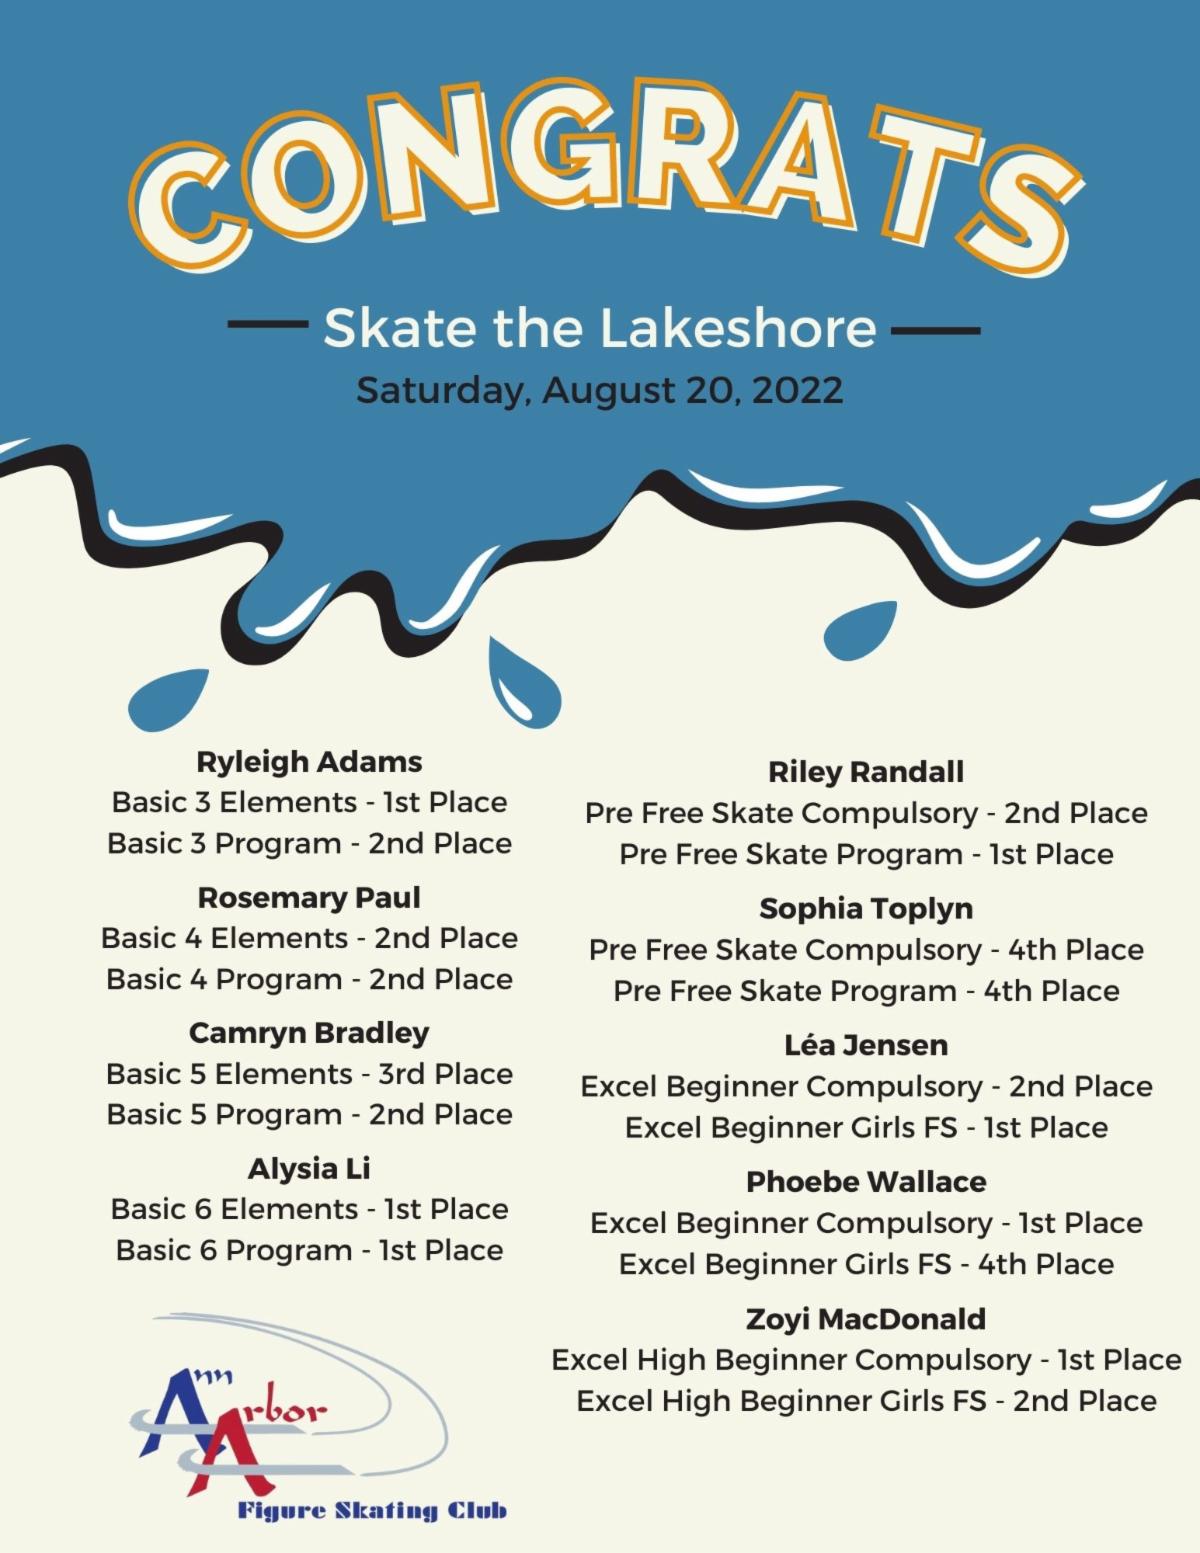 CONGRATS
Skate the Lakeshore
Saturday, August 20, 2022
Ryleigh Adams
Basic 3 Elements - 1st Place
Basic 3 Program - 2nd Place
Rosemary Paul
Basic 4 Elements - 2nd Place
Basic 4 Program - 2nd Place
Camryn Bradley
Basic 5 Elements - 3rd Place
Basic 5 Program - 2nd Place
Alysia Li
Basic 6 Elements - 1st Place
Basic 6 Program - 1st Place
Riley Randall
Pre Free Skate Compulsory - 2nd Place
Pre Free Skate Program - 1st Place
Sophia Toplyn
Pre Free Skate Compulsory - 4th Place
Pre Free Skate Program - 4th Place
Léa Jensen
Excel Beginner Compulsory - 2nd Place
Excel Beginner Girls FS - 1st Place
Phoebe Wallace
Excel Beginner Compulsory - 1st Place
Excel Beginner Girls FS - 4th Place
Zoyi MacDonald
Excel High Beginner Compulsory - 1st Place
Excel High Beginner Girls FS - 2nd Place
Ann
Arbor
Figure Skating Club